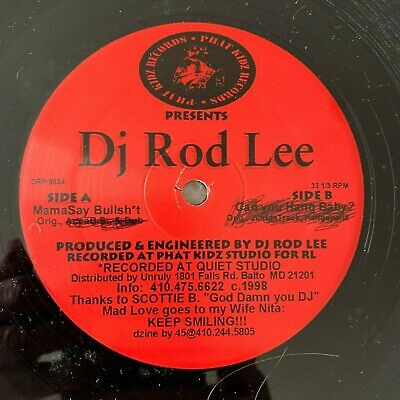 PHAT KIDZ RECORDS · PHAT KIDZ RECORDS
PRESENTS
Dj Rod Lee
DRP 9834
33 1/3 RPM
SIDE A
MamaSay Bullsh*t
Orig., & Dub
SIDE B
Can you Hang Baby?
Orig., Track,
PRODUCED & ENGINEERED BY DJ ROD LEE
RECORDED AT PHAT KIDZ STUDIO FOR RL
*RECORDED AT QUIET STUDIO
Distributed by Unruly 1801 Falls Rd. Balto MD 21201
Info: 410.475.6622 c.1998
Thanks to SCOTTIE B. "God Damn you DJ"
Mad Love goes to my Wife Nita:
KEEP SMILING!!!
dzine by 45@410.244.5805